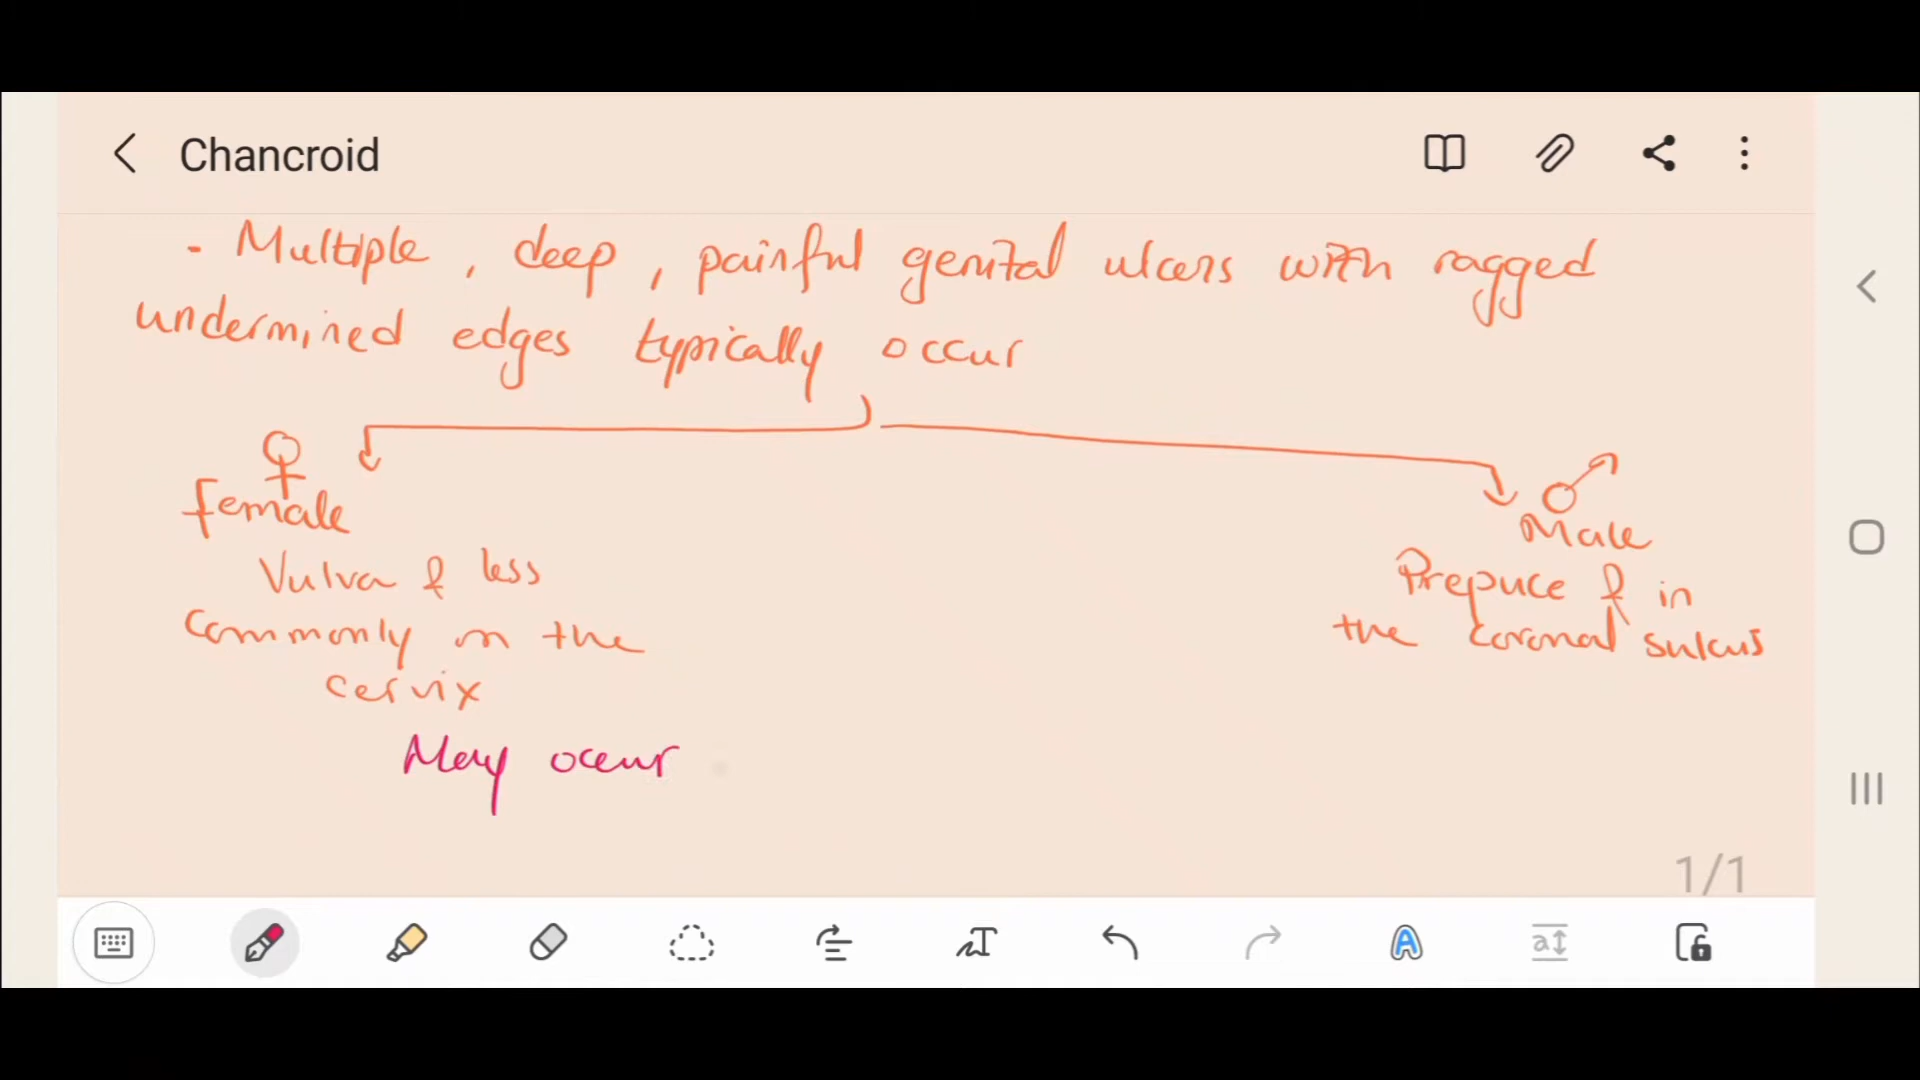 Chancroid
- Multiple, deep, painful genital ulcers with ragged
undermined edges typically occur
female
Male
Vulva & less
commonly on the
cervix
Prepuce & in
the coronal sulcus
May occur
1/1